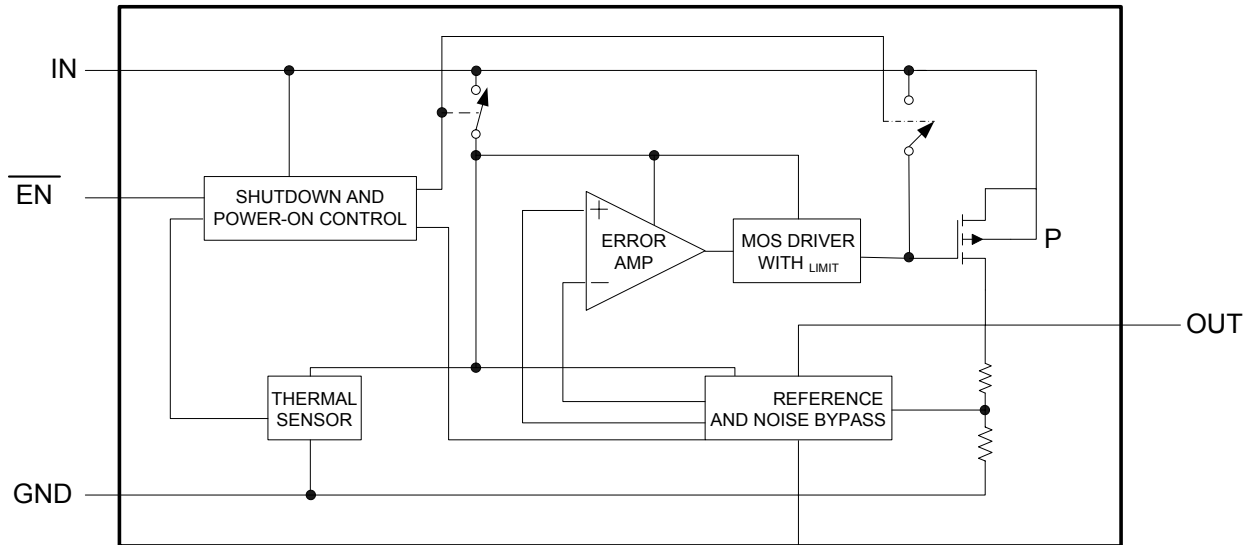 IN
EN
SHUTDOWN AND
POWER-ON CONTROL
+
ERROR
AMP
−
MOS DRIVER
WITH LIMIT
P
OUT
THERMAL
SENSOR
REFERENCE
AND NOISE BYPASS
GND